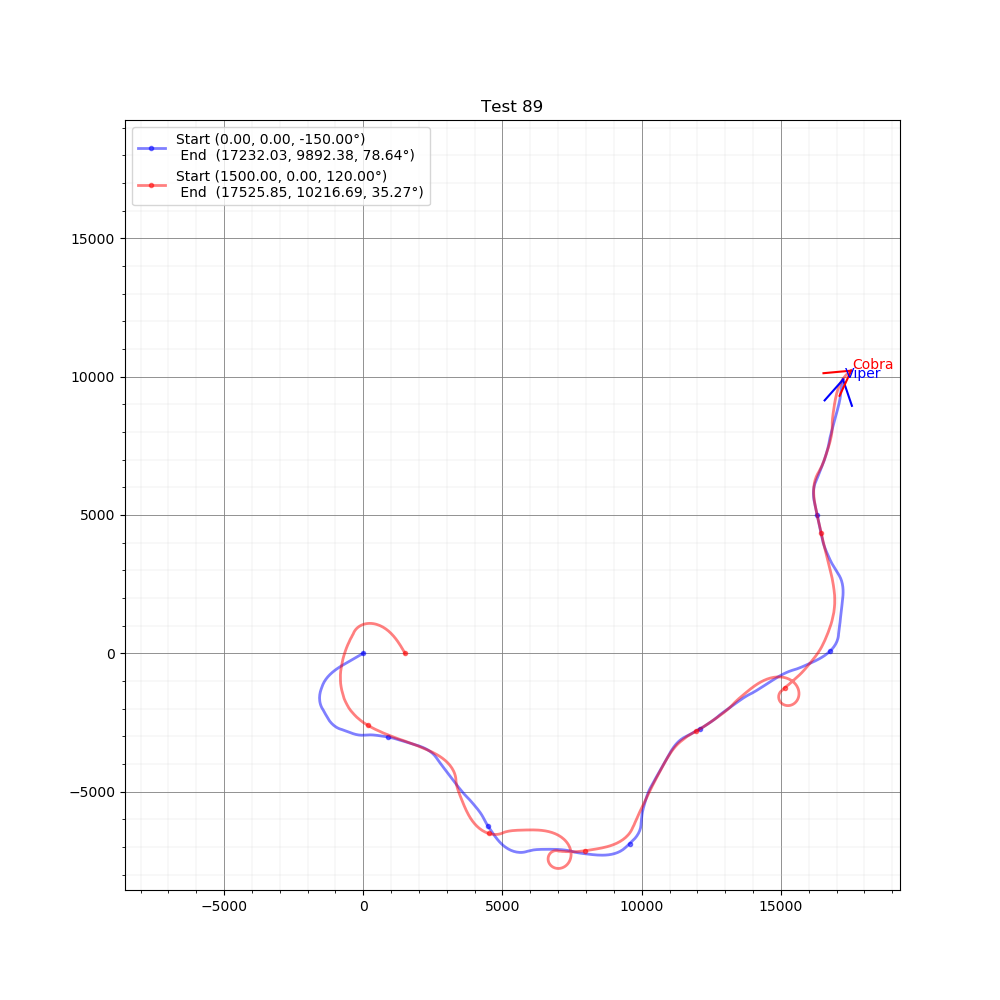 Test 89
Start (0.00, 0.00, -150.00°)
End (17232.03, 9892.38, 78.64°)
Start (1500.00, 0.00, 120.00°)
End (17525.85, 10216.69, 35.27°)
15000
10000
5000
0
−5000
Cobra
Viper
−5000
0
5000
10000
15000